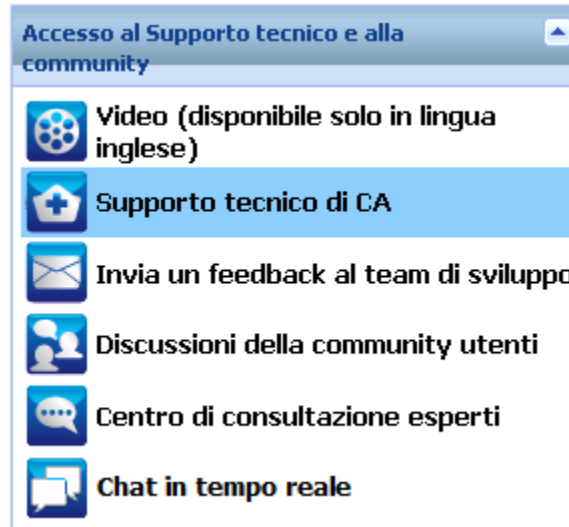 Accesso al Supporto tecnico e alla
community
Video (disponibile solo in lingua
inglese)
Supporto tecnico di CA
Invia un feedback al team di sviluppo
Discussioni della community utenti
Centro di consultazione esperti
Chat in tempo reale